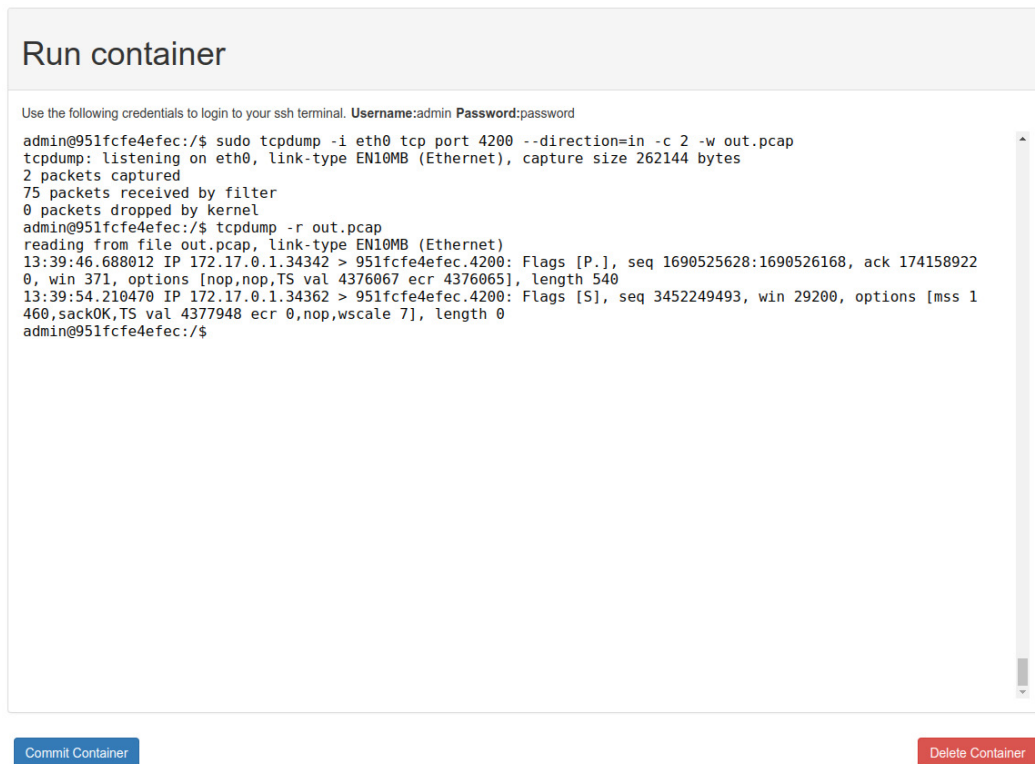 Run container
Use the following credentials to login to your ssh terminal. Username:admin Password:password
admin@951fcfe4efec:/$ sudo tcpdump -i eth0 tcp port 4200 --direction=in -c 2 -w out.pcap
tcpdump: listening on eth0, link-type EN10MB (Ethernet), capture size 262144 bytes
2 packets captured
75 packets received by filter
0 packets dropped by kernel
admin@951fcfe4efec:/$ tcpdump -r out.pcap
reading from file out.pcap, link-type EN10MB (Ethernet)
13:39:46.688012 IP 172.17.0.1.34342 > 951fcfe4efec.4200: Flags [P.], seq 1690525628:1690526168, ack 174158922
0, win 371, options [nop,nop,TS val 4376067 ecr 4376065], length 540
13:39:54.210470 IP 172.17.0.1.34362 > 951fcfe4efec.4200: Flags [S], seq 3452249493, win 29200, options [mss 1
460,sackOK,TS val 4377948 ecr 0,nop,wscale 7], length 0
admin@951fcfe4efec:/$
Commit Container
Delete Container